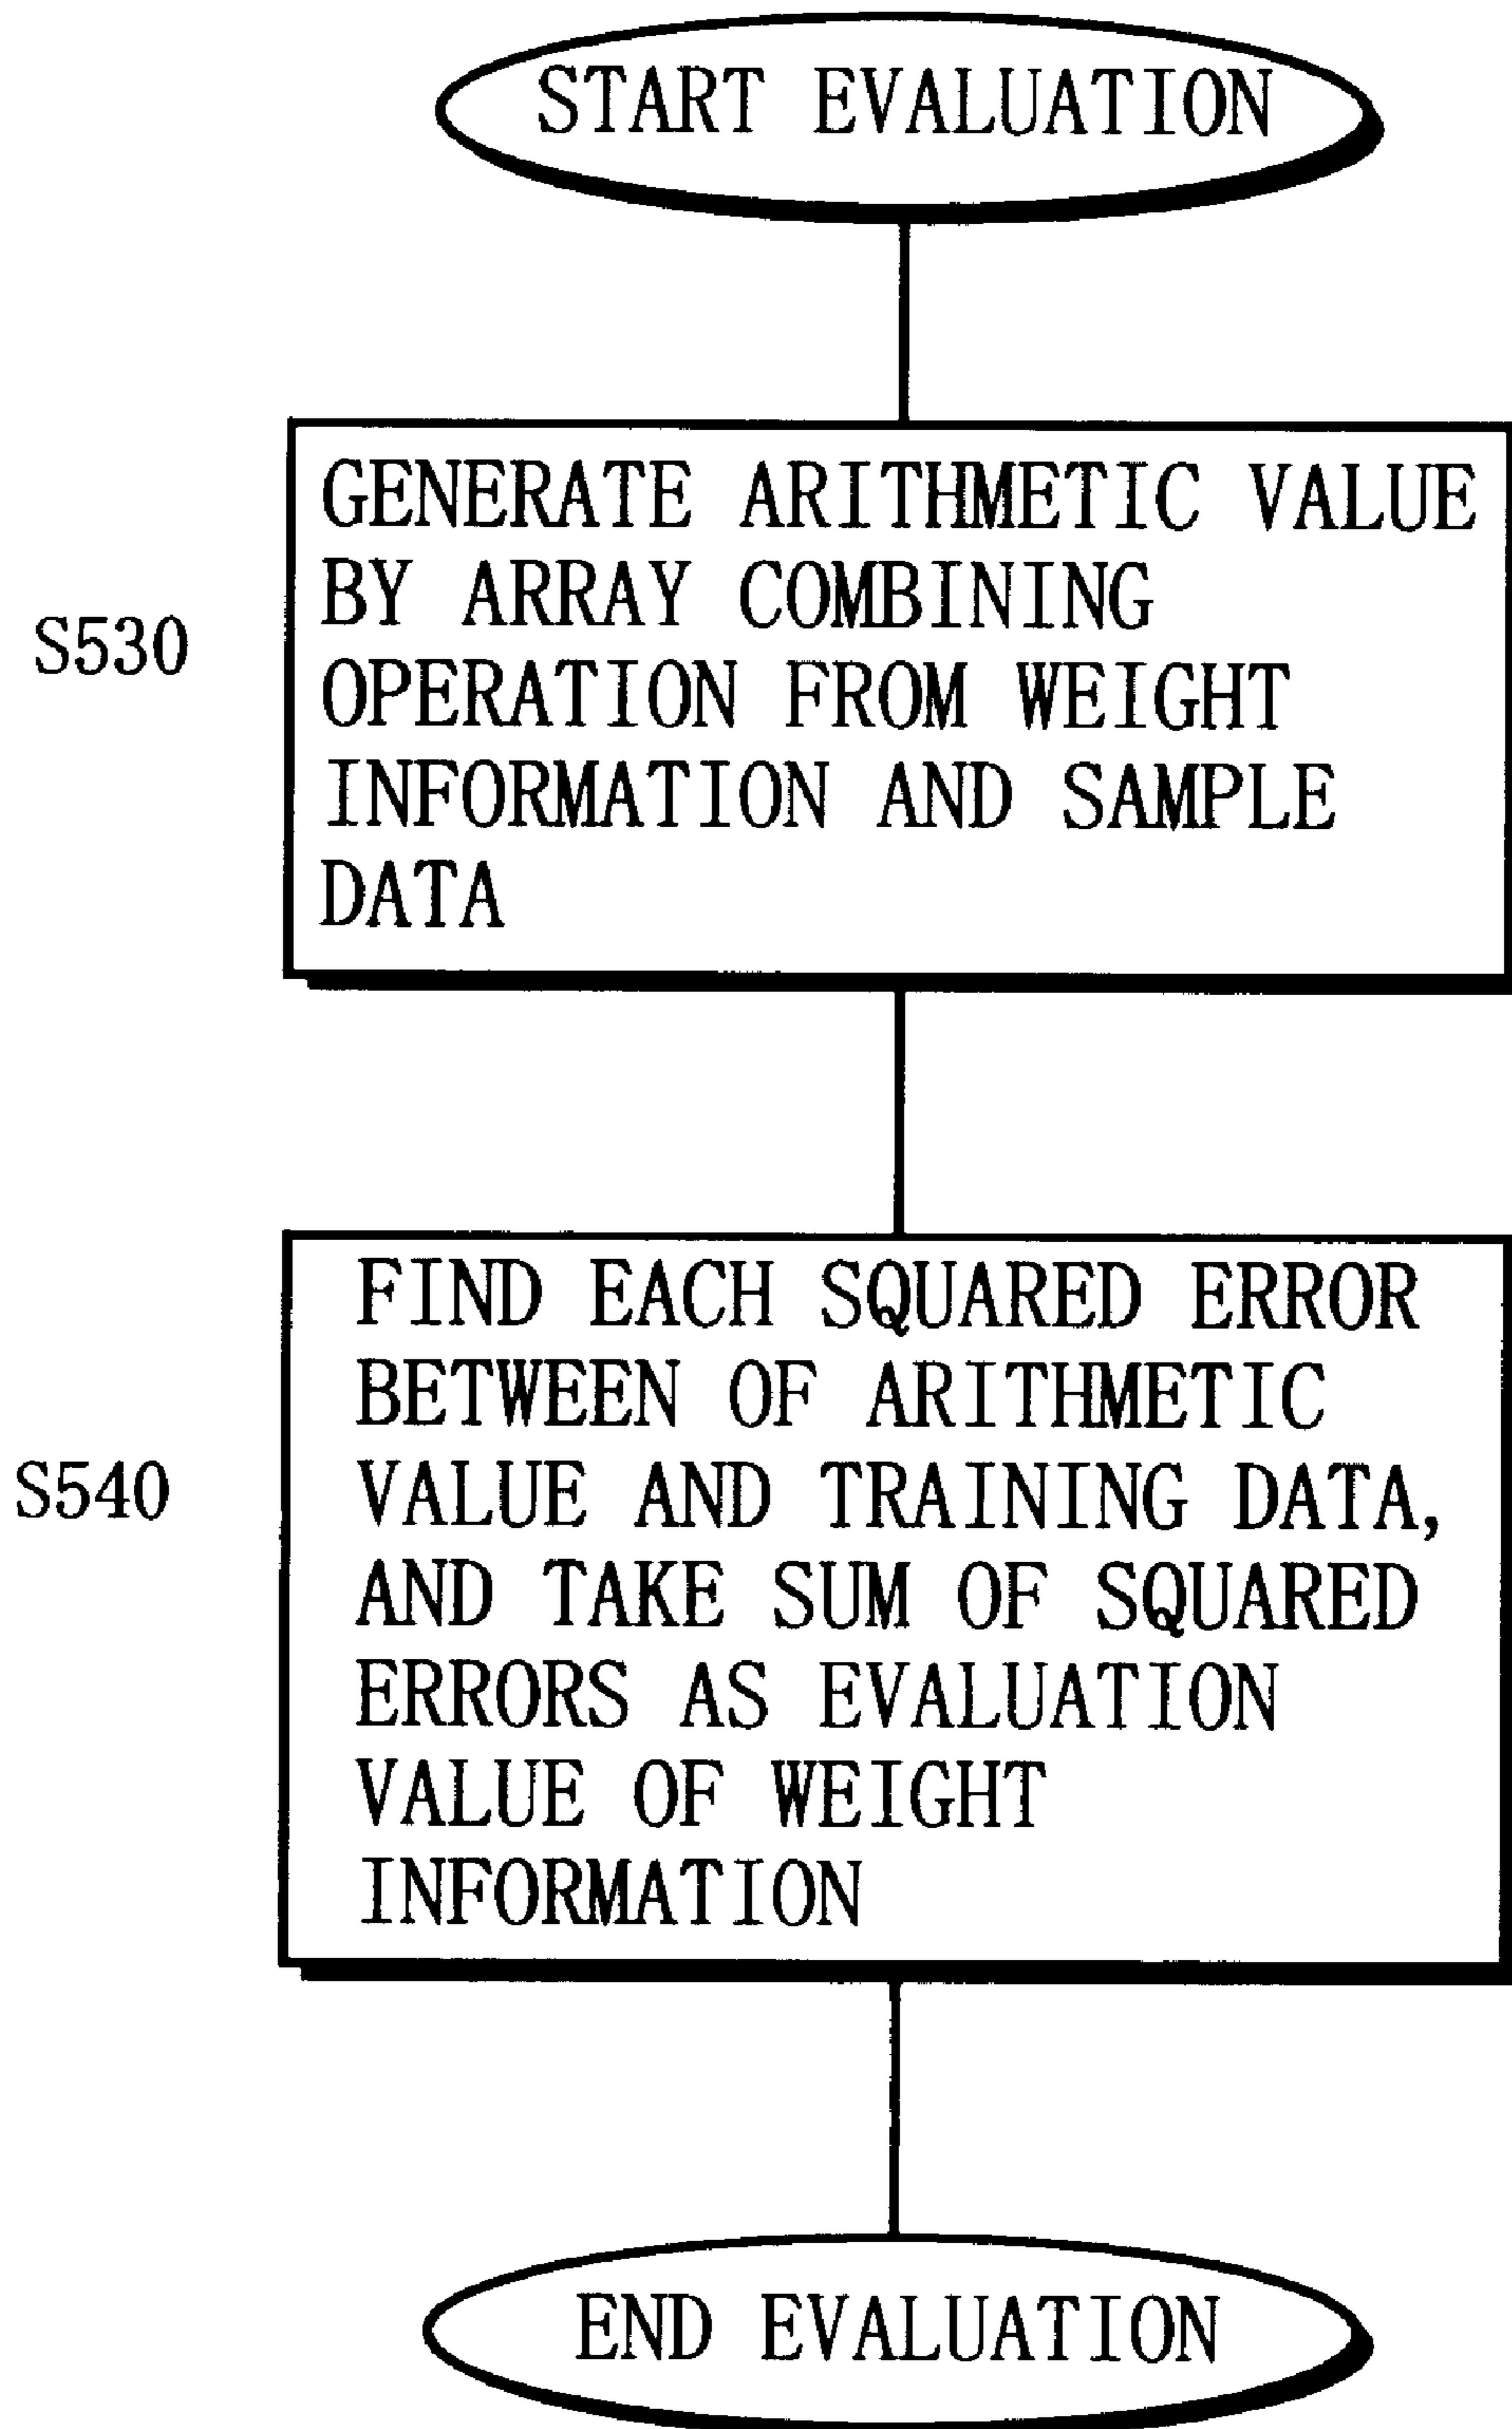 START EVALUATION
S530
GENERATE ARITHMETIC VALUE
BY ARRAY COMBINING
OPERATION FROM WEIGHT
INFORMATION AND SAMPLE
DATA
S540
FIND EACH SQUARED ERROR
BETWEEN OF ARITHMETIC
VALUE AND TRAINING DATA,
AND TAKE SUM OF SQUARED
ERRORS AS EVALUATION
VALUE OF WEIGHT
INFORMATION
END EVALUATION